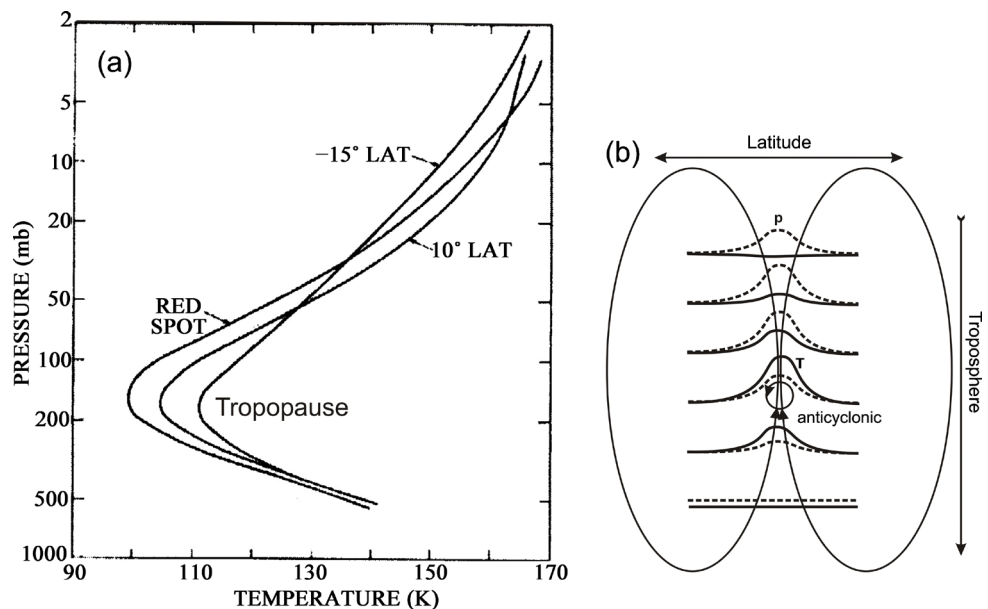 (a)
2
5
10
20
50
100
200
500
1000
PRESSURE (mb)
−15° LAT
10° LAT
RED
SPOT
Tropopause
90
110
130
150
170
TEMPERATURE (K)
(b)
Latitude
p
T
anticyclonic
Troposphere